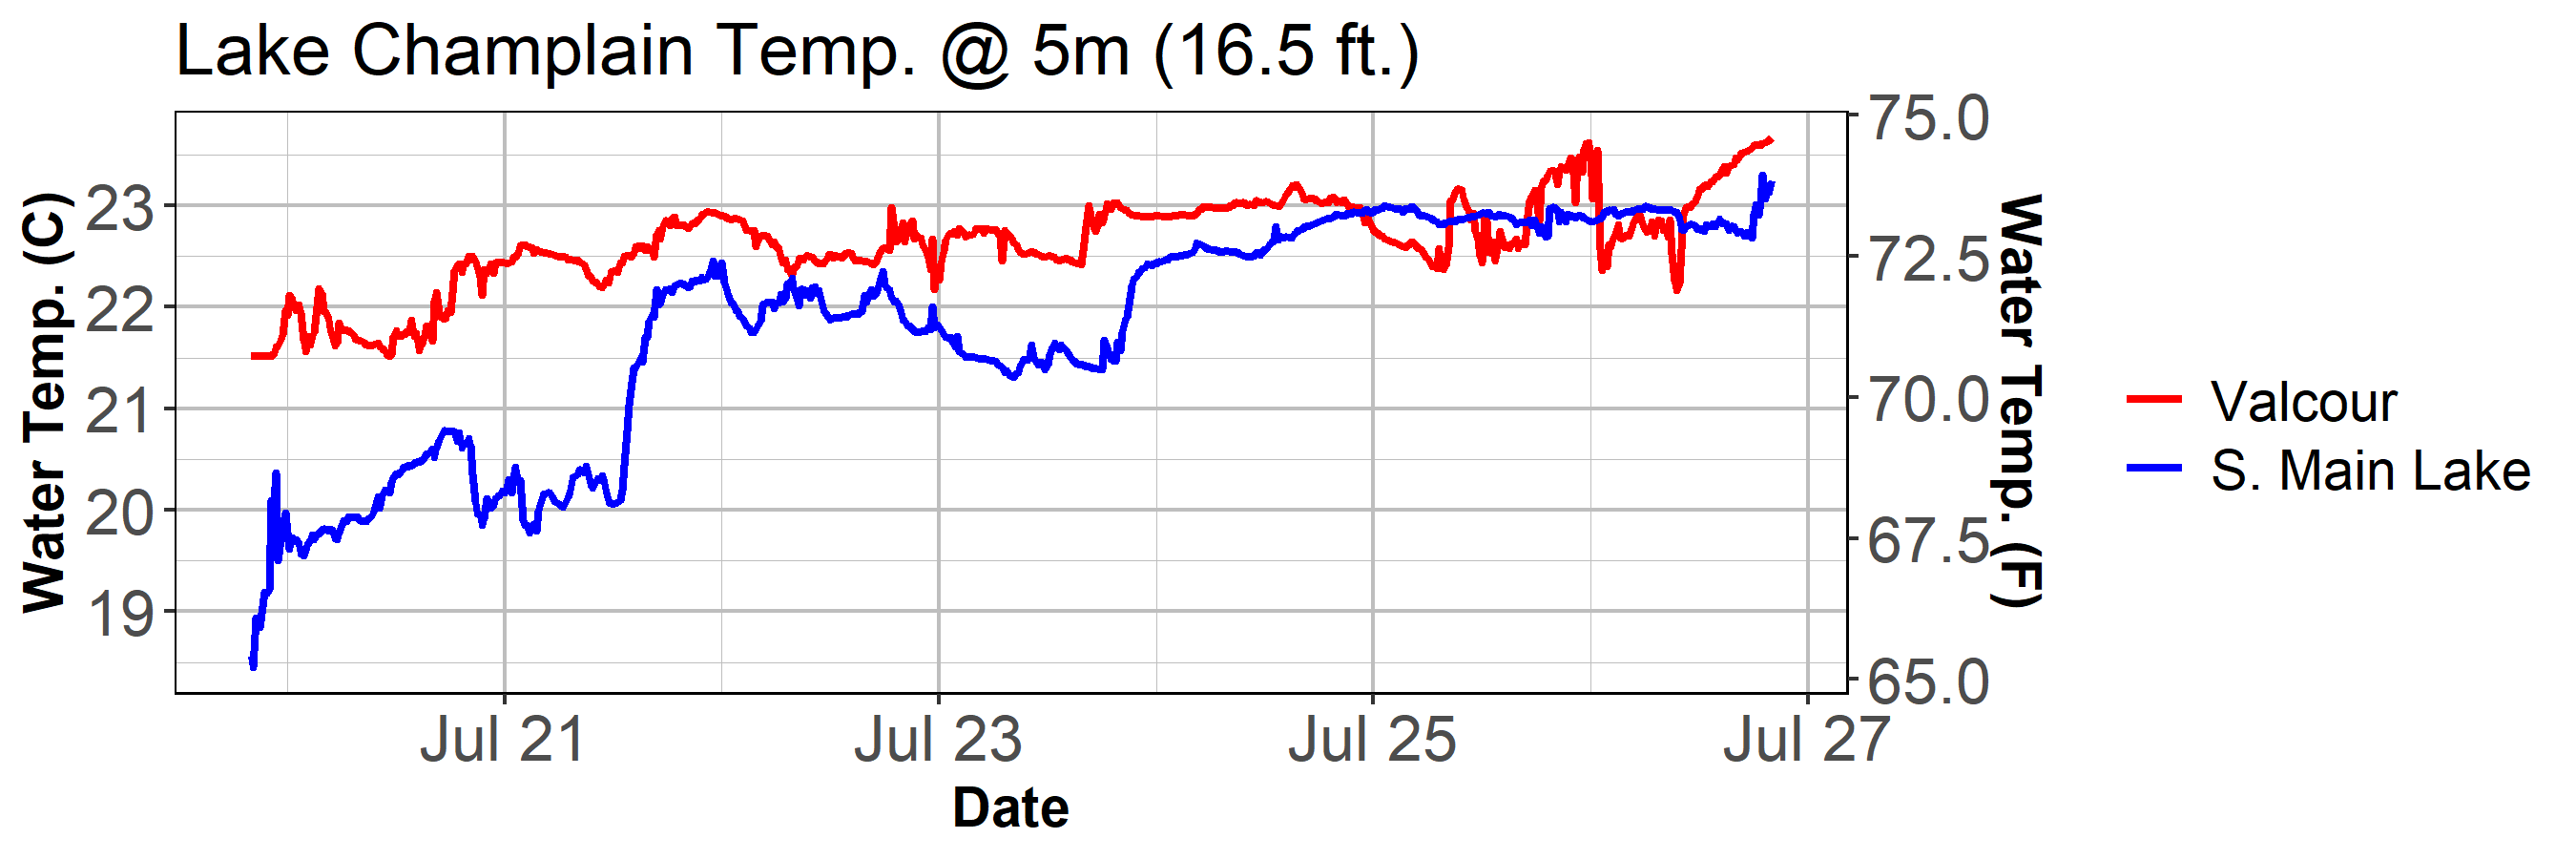 Lake Champlain Temp. @ 5m (16.5 ft.)
Water Temp. (C)
23
22
21
20
19
75.0
72.5
70.0
67.5
65.0
Water Temp. (F)
Jul 21
Jul 23
Jul 25
Jul 27
Date
Valcour
S. Main Lake